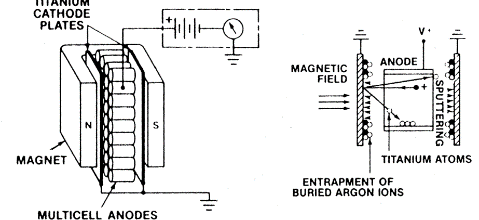 TITANIUM
CATHODE
PLATES
+
N
S
MAGNET
MULTICELL ANODES
V+
ANODE
MAGNETIC
FIELD
+
SPUTTERING
TITANIUM ATOMS
ENTRAPMENT OF
BURIED ARGON IONS